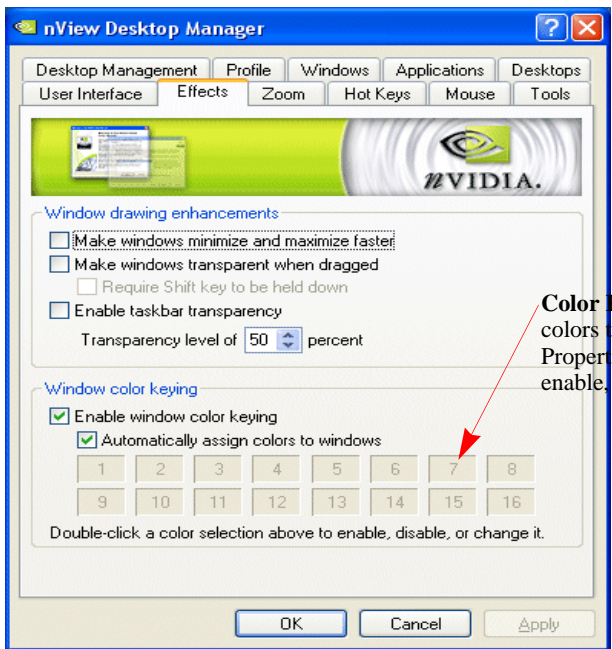 nView Desktop Manager
Desktop Management Profile Windows Applications Desktops
User Interface Effects Zoom Hot Keys Mouse Tools
nVIDIA.
Window drawing enhancements
Make windows minimize and maximize faster
Make windows transparent when dragged
Require Shift key to be held down
Enable taskbar transparency
Transparency level of 50 percent
Color
colors
Propert
enable,
Window color keying
Enable window color keying
Automatically assign colors to windows
1 2 3 4 5 6 7 8
9 10 11 12 13 14 15 16
Double-click a color selection above to enable, disable, or change it.
OK Cancel Apply